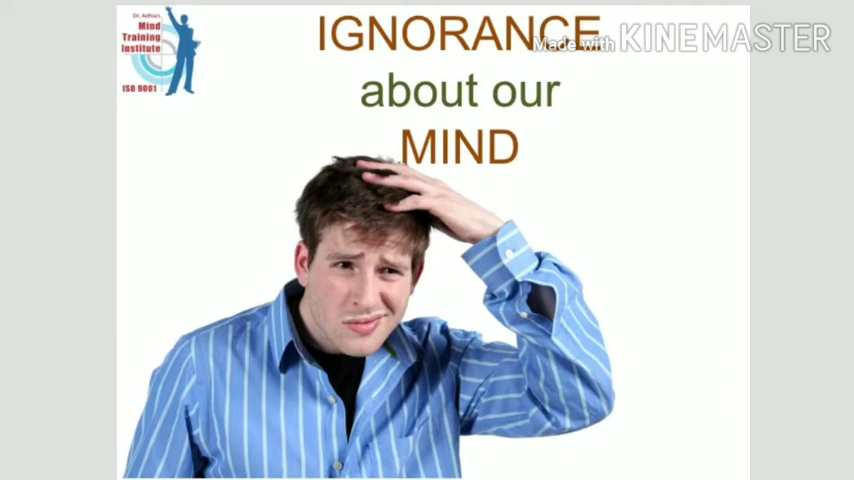 Dr. Adhia's
Mind
Training
Institute
ISO 9001
IGNORANCE
Made with KINEMASTER
about our
MIND